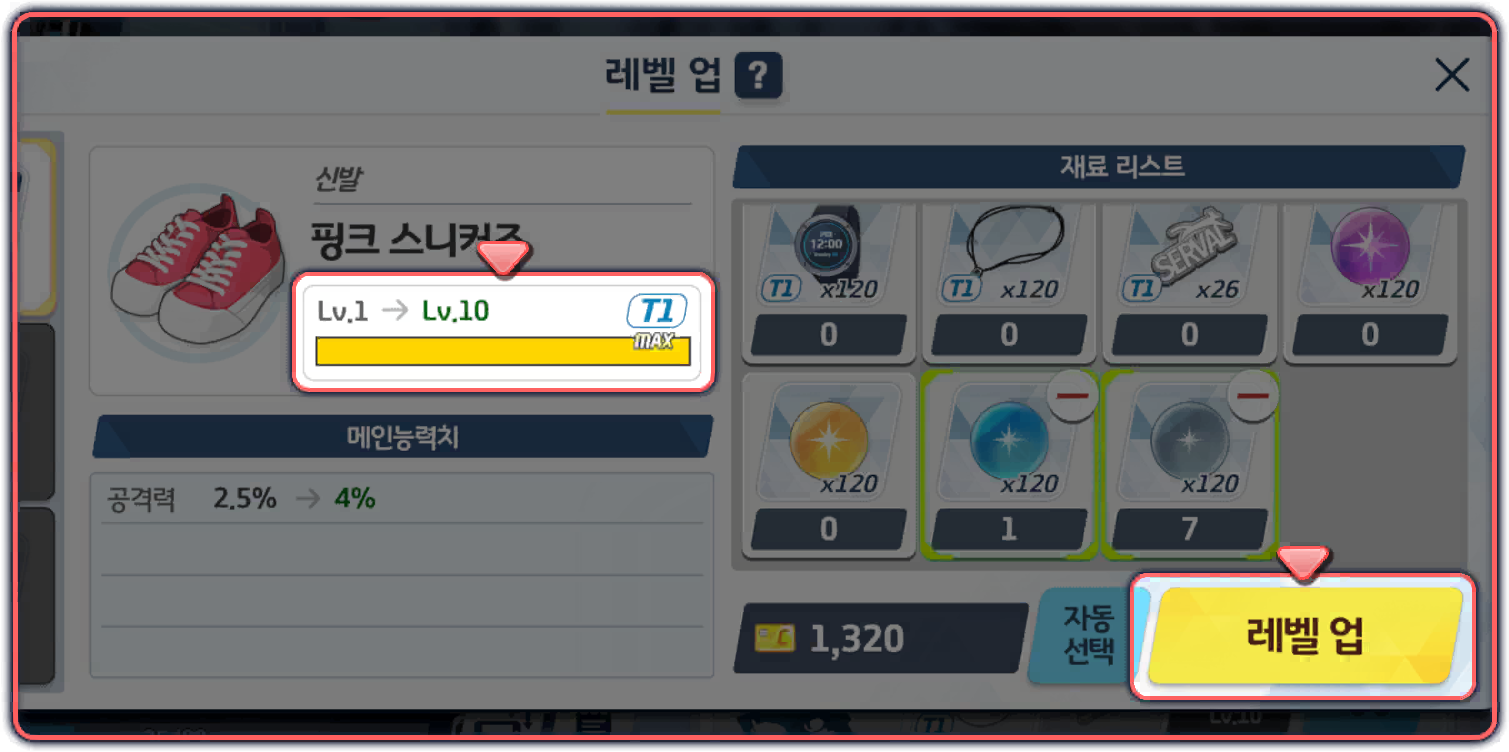 레벨 업 ?
신발
핑크 스니커즈
Lv.1 → Lv.10 T1
MAX
메인능력치
공격력 2.5% → 4%
재료 리스트
12:00
SERVAL
T1 x120 T1 x120 T1 x26 x120
0 0 0 0
x120 x120 x120
0 1 7
1,320
자동
선택
레벨 업
T1
Lv.10